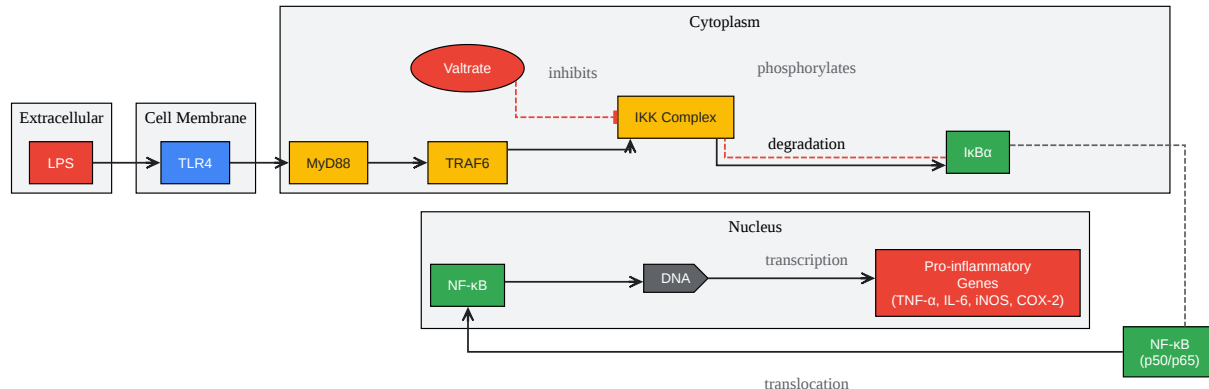 Cytoplasm
Valtrate
inhibits
phosphorylates
Extracellular
Cell Membrane
IKK Complex
LPS
TLR4
MyD88
TRAF6
degradation
IκBα
Nucleus
NF-κB
DNA
transcription
Pro-inflammatory
Genes
(TNF-α, IL-6, iNOS, COX-2)
NF-κB
(p50/p65)
translocation